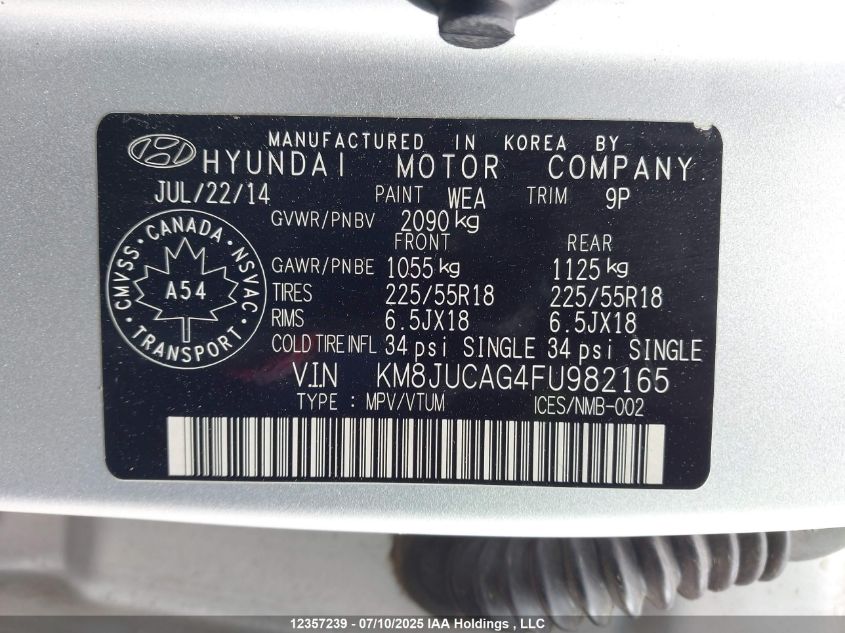 MANUFACTURED IN KOREA BY
HYUNDAI MOTOR COMPANY
JUL/22/14 PAINT WEA TRIM 9P
GVWR/PNBV 2090 kg
FRONT REAR
GAWR/PNBE 1055 kg 1125 kg
TIRES 225/55R18 225/55R18
RIMS 6.5JX18 6.5JX18
COLD TIRE INFL 34 psi SINGLE 34 psi SINGLE
V.I.N KM8JUCAG4FU982165
TYPE : MPV/VTUM ICES/NMB-002
CMVSS · CANADA · NSVAC
A54
TRANSPORT
12357239 - 07/10/2025 IAA Holdings , LLC